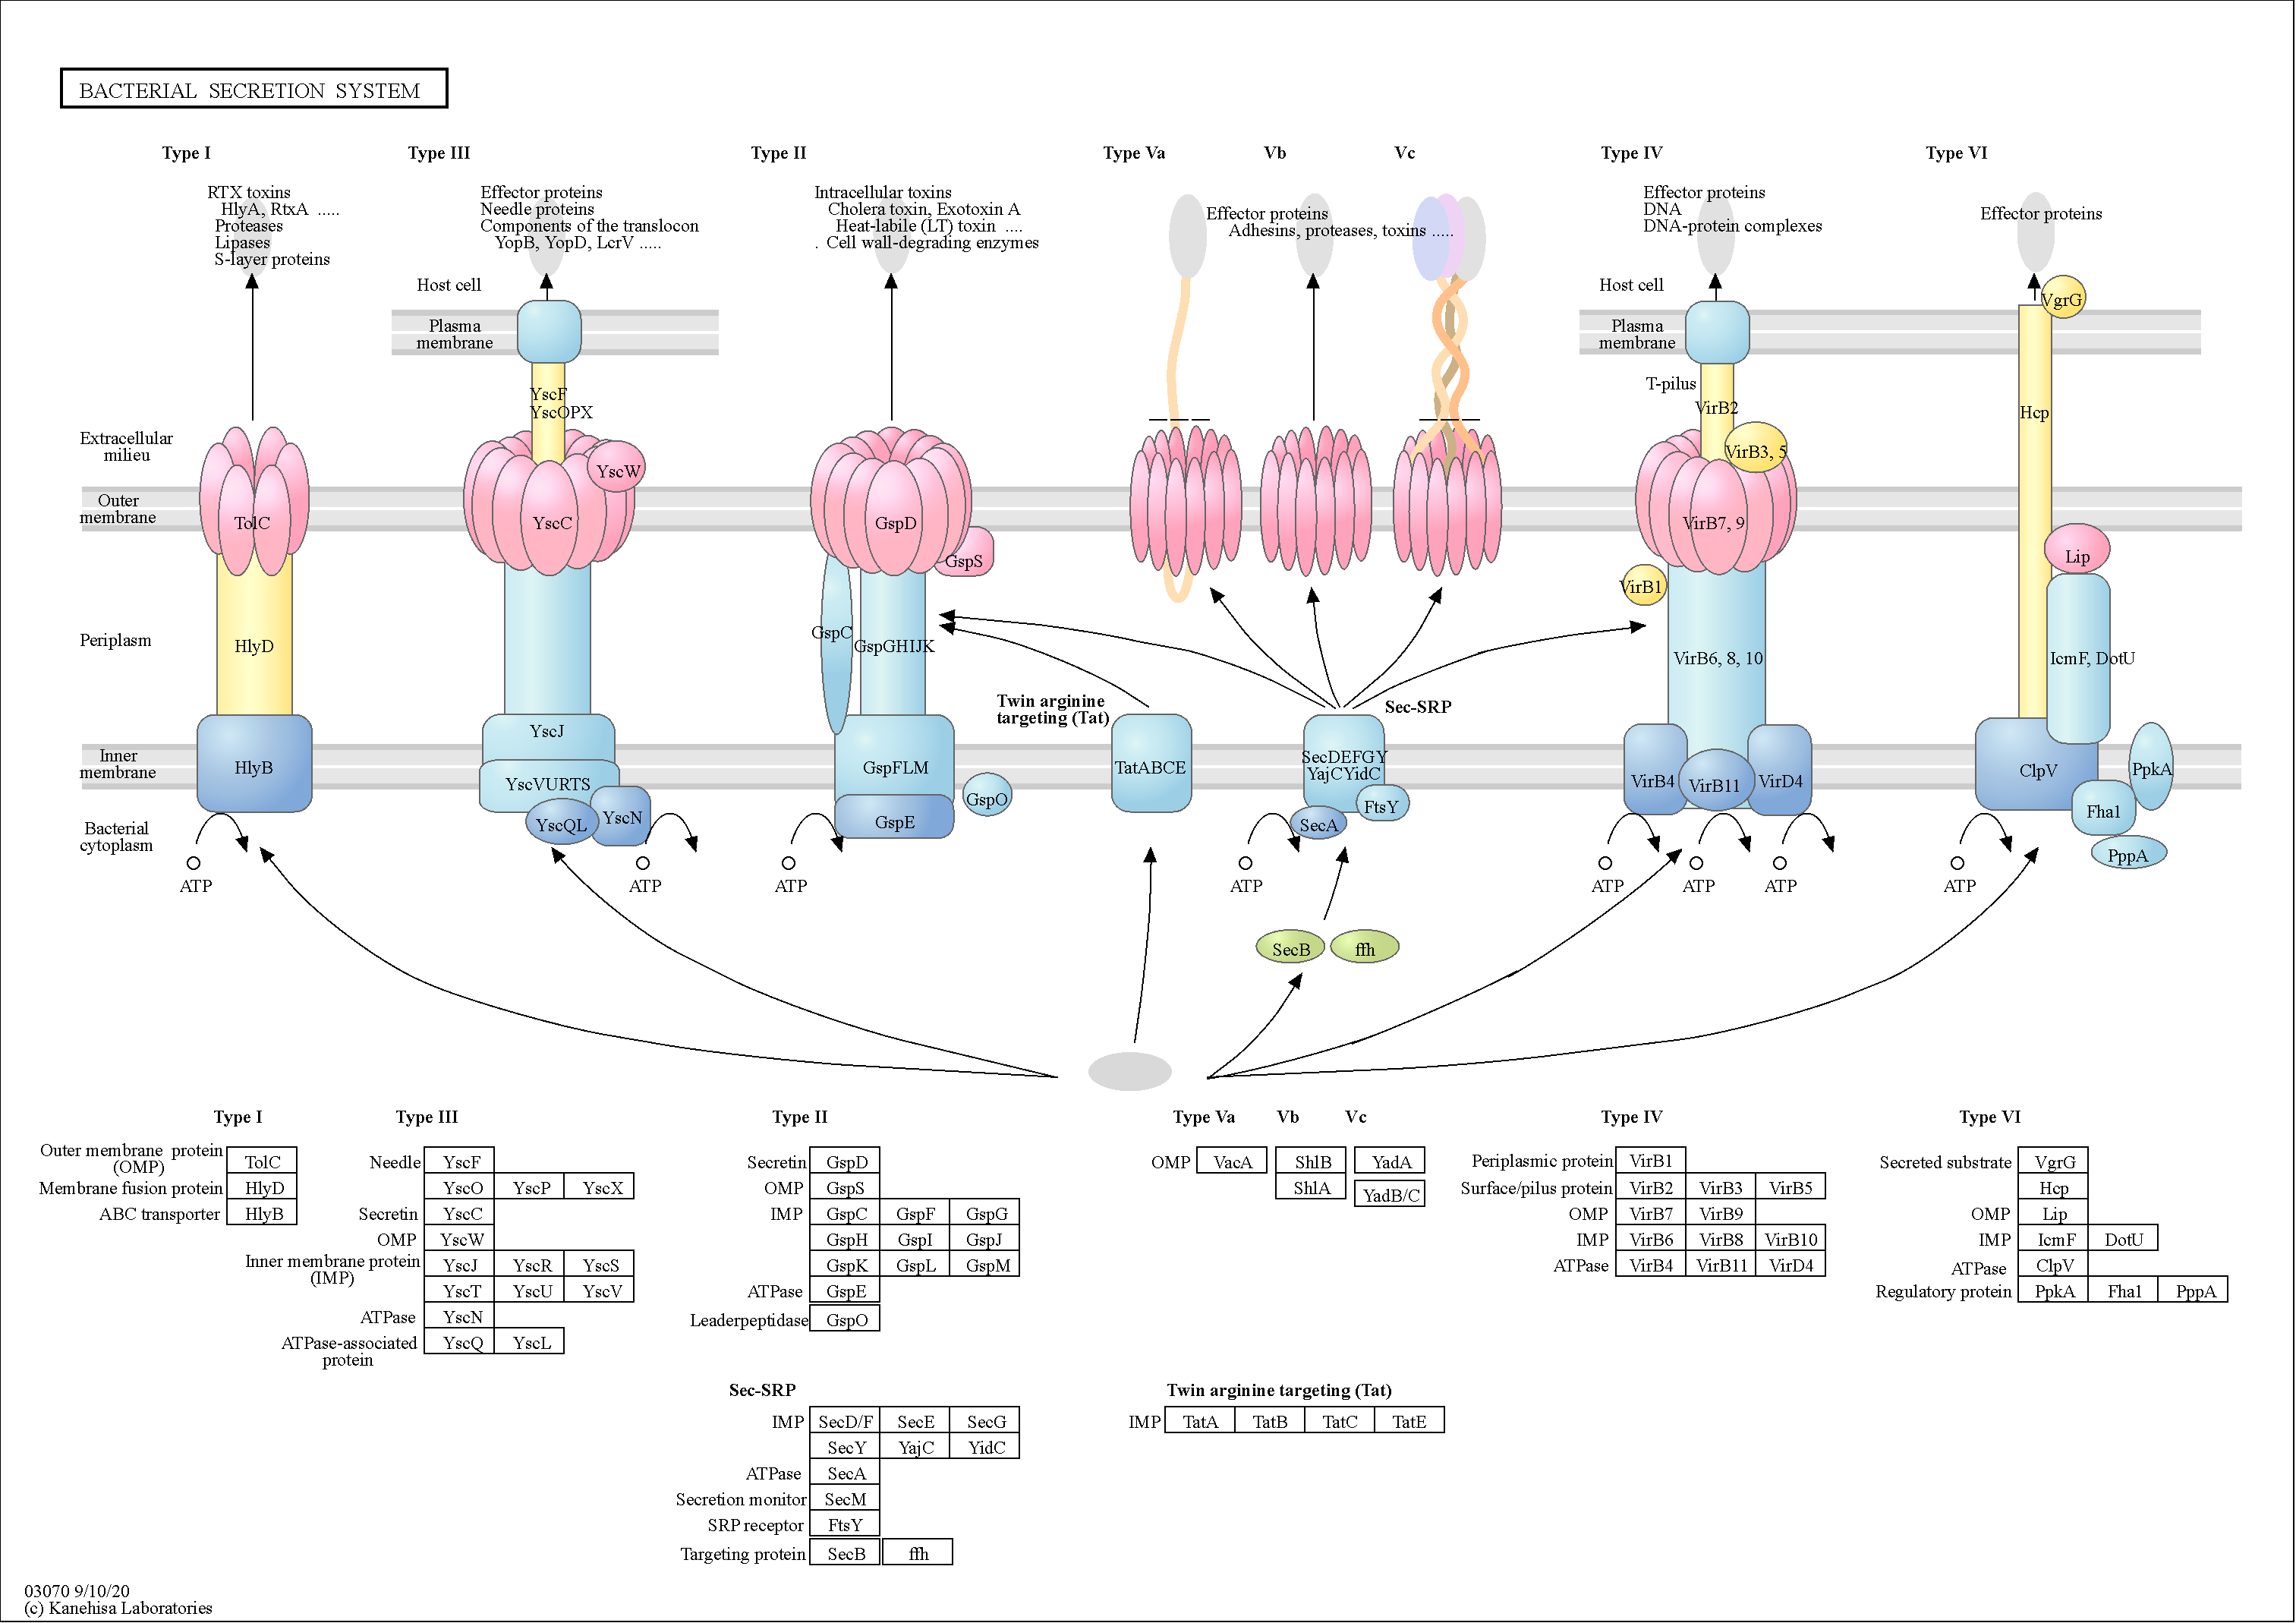 BACTERIAL SECRETION SYSTEM
Type I
Type III
Type II
Type Va
Vb
Vc
Type IV
Type VI
RTX toxins
HlyA, RtxA .....
Proteases
Lipases
S-layer proteins
Effector proteins
Needle proteins
Components of the translocon
YopB, YopD, LcrV .....
Intracellular toxins
Cholera toxin, Exotoxin A
Heat-labile (LT) toxin ....
. Cell wall-degrading enzymes
Effector proteins
Adhesins, proteases, toxins .....
Effector proteins
DNA
DNA-protein complexes
Effector proteins
Host cell
Plasma
membrane
Host cell
Plasma
membrane
VgrG
YscF
YscOPX
T-pilus
VirB2
Hcp
Extracellular
milieu
YscW
VirB3, 5
Outer
membrane
TolC
YscC
GspD
GspS
VirB7, 9
Lip
VirB1
Periplasm
HlyD
GspC
GspGHIJK
VirB6, 8, 10
IcmF, DotU
Twin arginine
targeting (Tat)
Sec-SRP
Inner
membrane
HlyB
YscJ
YscVURTS
YscQL
YscN
GspFLM
GspE
GspO
TatABCE
SecDEFGY
YajCYidC
SecA
FtsY
VirB4
VirB11
VirD4
ClpV
PpkA
Fha1
PppA
Bacterial
cytoplasm
ATP
ATP
ATP
ATP
ATP
ATP
ATP
ATP
SecB
ffh
Type I
Type III
Type II
Type Va
Vb
Vc
Type IV
Type VI
Outer membrane protein
(OMP)
TolC
Membrane fusion protein
HlyD
ABC transporter
HlyB
Needle
YscF
YscO YscP YscX
Secretin
YscC
OMP
YscW
Inner membrane protein
(IMP)
YscJ YscR YscS
YscT YscU YscV
ATPase
YscN
ATPase-associated
protein
YscQ YscL
Secretin
GspD
OMP
GspS
IMP
GspC GspF GspG
GspH GspI GspJ
GspK GspL GspM
ATPase
GspE
Leaderpeptidase
GspO
OMP
VacA
ShlB
ShlA
YadA
YadB/C
Periplasmic protein
VirB1
Surface/pilus protein
VirB2 VirB3 VirB5
OMP
VirB7 VirB9
IMP
VirB6 VirB8 VirB10
ATPase
VirB4 VirB11 VirD4
Secreted substrate
VgrG
Hcp
OMP
Lip
IMP
IcmF DotU
ATPase
ClpV
Regulatory protein
PpkA Fha1 PppA
Sec-SRP
IMP
SecD/F SecE SecG
SecY YajC YidC
ATPase
SecA
Secretion monitor
SecM
SRP receptor
FtsY
Targeting protein
SecB ffh
Twin arginine targeting (Tat)
IMP
TatA TatB TatC TatE
03070 9/10/20
(c) Kanehisa Laboratories